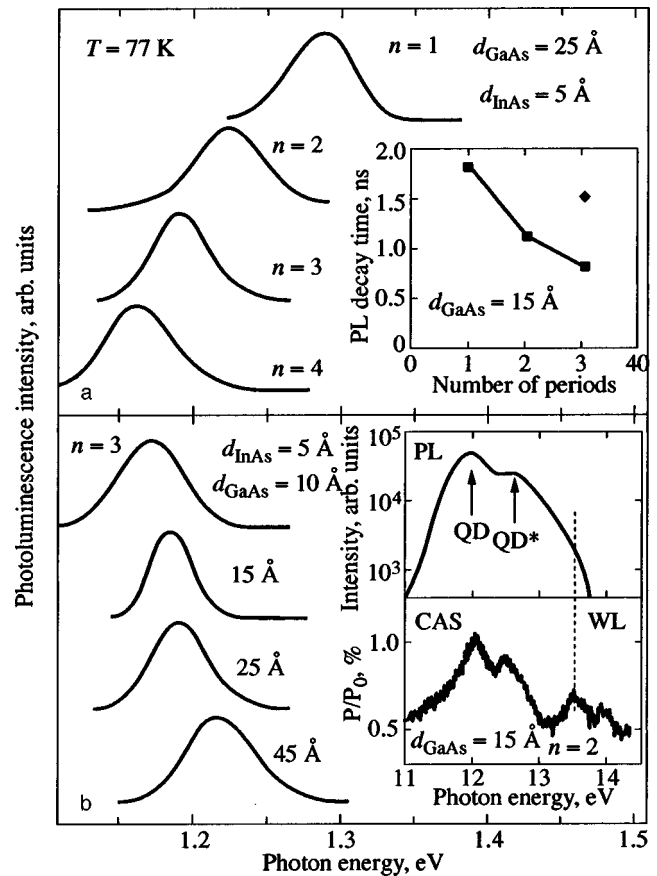 T = 77 K
n = 1
d_GaAs = 25 Å
d_InAs = 5 Å
n = 2
n = 3
n = 4
a
PL decay time, ns
2.0
1.5
1.0
0.5
0
d_GaAs = 15 Å
0 1 2 3 40
Number of periods
Photoluminescence intensity, arb. units
n = 3
d_InAs = 5 Å
d_GaAs = 10 Å
15 Å
25 Å
45 Å
b
Intensity, arb. units
10^5
10^4
10^3
PL
QD QD*
CAS
WL
P/P_0, %
1.0
0.5
d_GaAs = 15 Å
n = 2
11 12 13 14
Photon energy, eV
1.2 1.3 1.4 1.5
Photon energy, eV